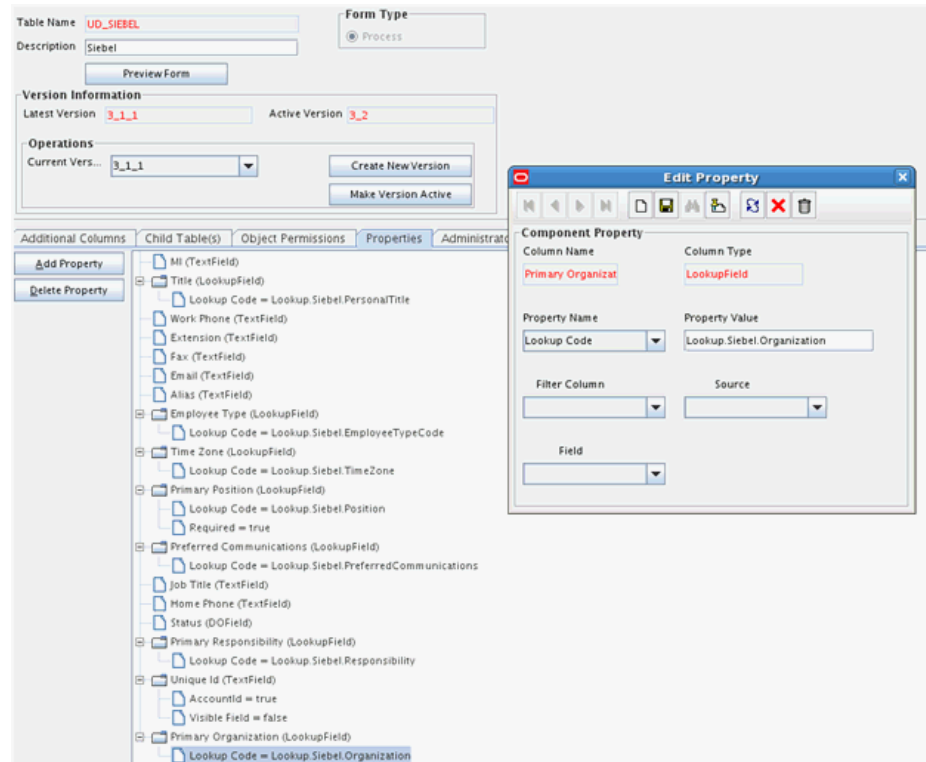 Table Name UD_SIEBEL
Form Type
Process
Description Siebel
Preview Form
Version Information
Latest Version 3_1_1
Active Version 3_2
Operations
Current Vers... 3_1_1
Create New Version
Make Version Active
Additional Columns
Child Table(s)
Object Permissions
Properties
Administrato
Add Property
Delete Property
MI (TextField)
Title (LookupField)
Lookup Code = Lookup.Siebel.PersonalTitle
Work Phone (TextField)
Extension (TextField)
Fax (TextField)
Email (TextField)
Alias (TextField)
Employee Type (LookupField)
Lookup Code = Lookup.Siebel.EmployeeTypeCode
Time Zone (LookupField)
Lookup Code = Lookup.Siebel.TimeZone
Primary Position (LookupField)
Lookup Code = Lookup.Siebel.Position
Required = true
Preferred Communications (LookupField)
Lookup Code = Lookup.Siebel.PreferredCommunications
Job Title (TextField)
Home Phone (TextField)
Status (DOField)
Primary Responsibility (LookupField)
Lookup Code = Lookup.Siebel.Responsibility
Unique Id (TextField)
AccountId = true
Visible Field = false
Primary Organization (LookupField)
Lookup Code = Lookup.Siebel.Organization
Edit Property
Component Property
Column Name
Column Type
Primary Organizat
LookupField
Property Name
Property Value
Lookup Code
Lookup.Siebel.Organization
Filter Column
Source
Field